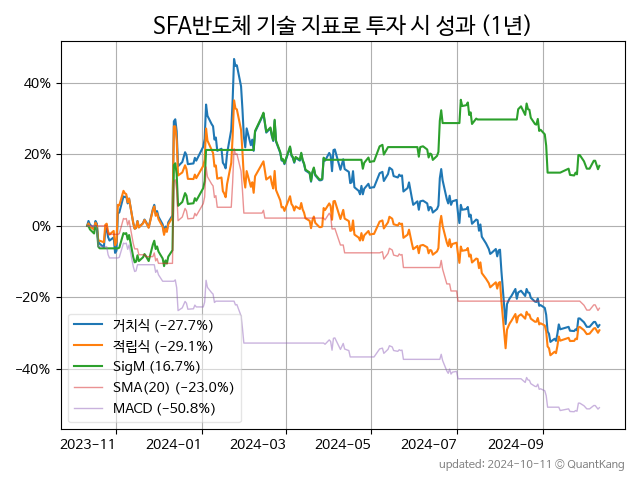 SFA반도체 기술 지표로 투자 시 성과 (1년)
40%
20%
0%
−20%
−40%
거치식 (−27.7%)
적립식 (−29.1%)
SigM (16.7%)
SMA(20) (−23.0%)
MACD (−50.8%)
2023-11 2024-01 2024-03 2024-05 2024-07 2024-09
updated: 2024-10-11 © QuantKang